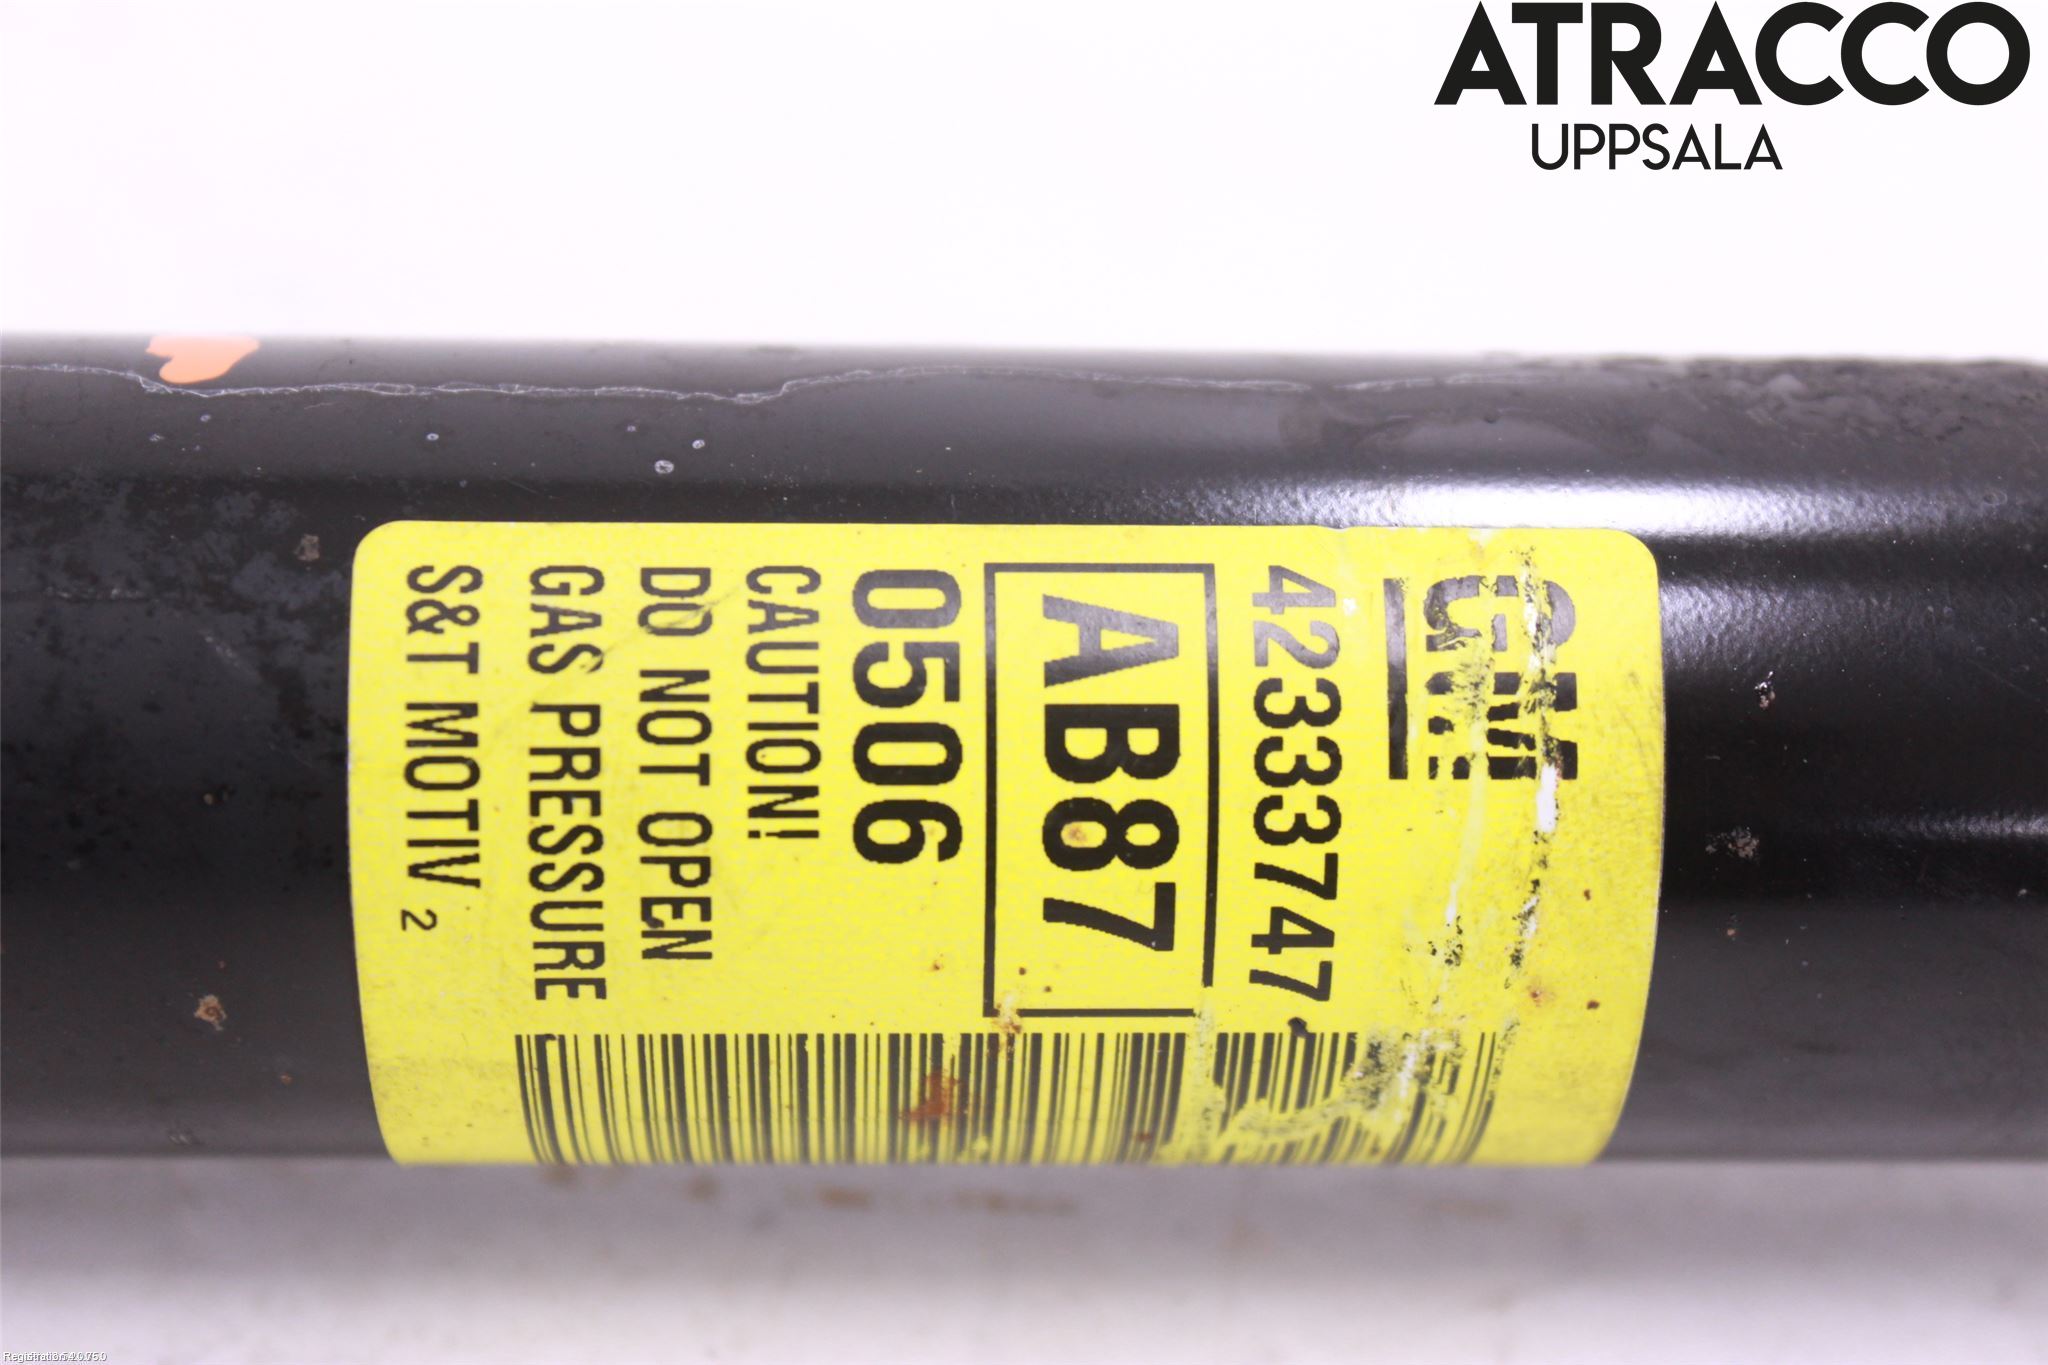 ATRACCO
UPPSALA
GM
42333747
AB87
0506
CAUTION!
DO NOT OPEN
GAS PRESSURE
S&T MOTIV 2